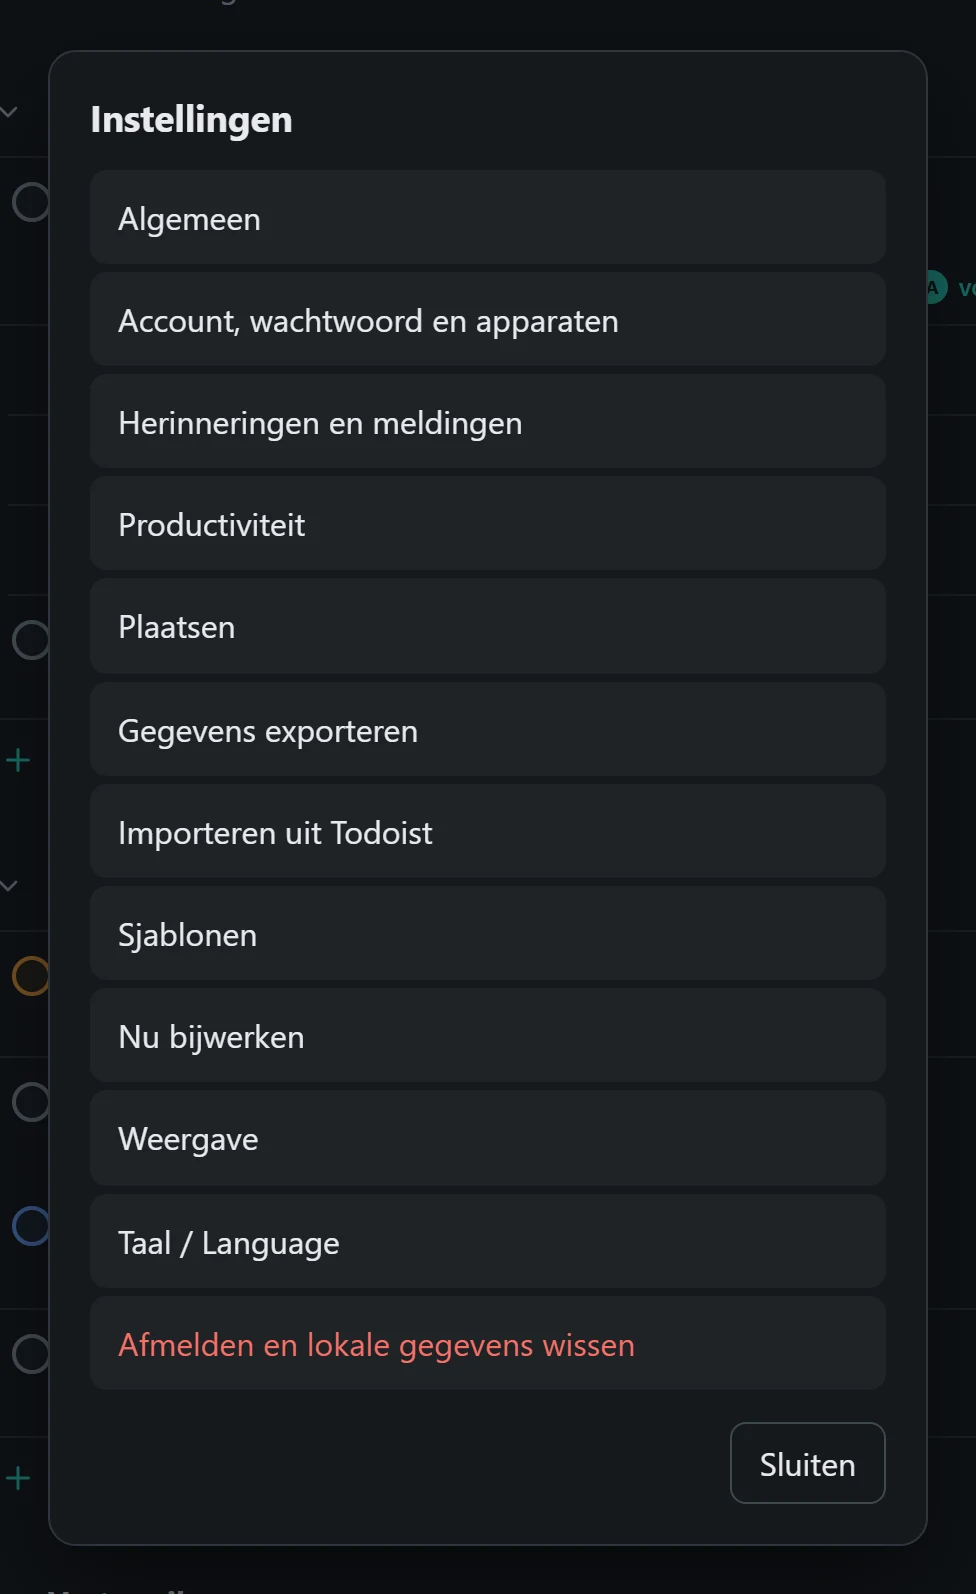 Instellingen
Algemeen
Account, wachtwoord en apparaten
A
Herinneringen en meldingen
Productiviteit
Plaatsen
Gegevens exporteren
Importeren uit Todoist
Sjablonen
Nu bijwerken
Weergave
Taal / Language
Afmelden en lokale gegevens wissen
Sluiten